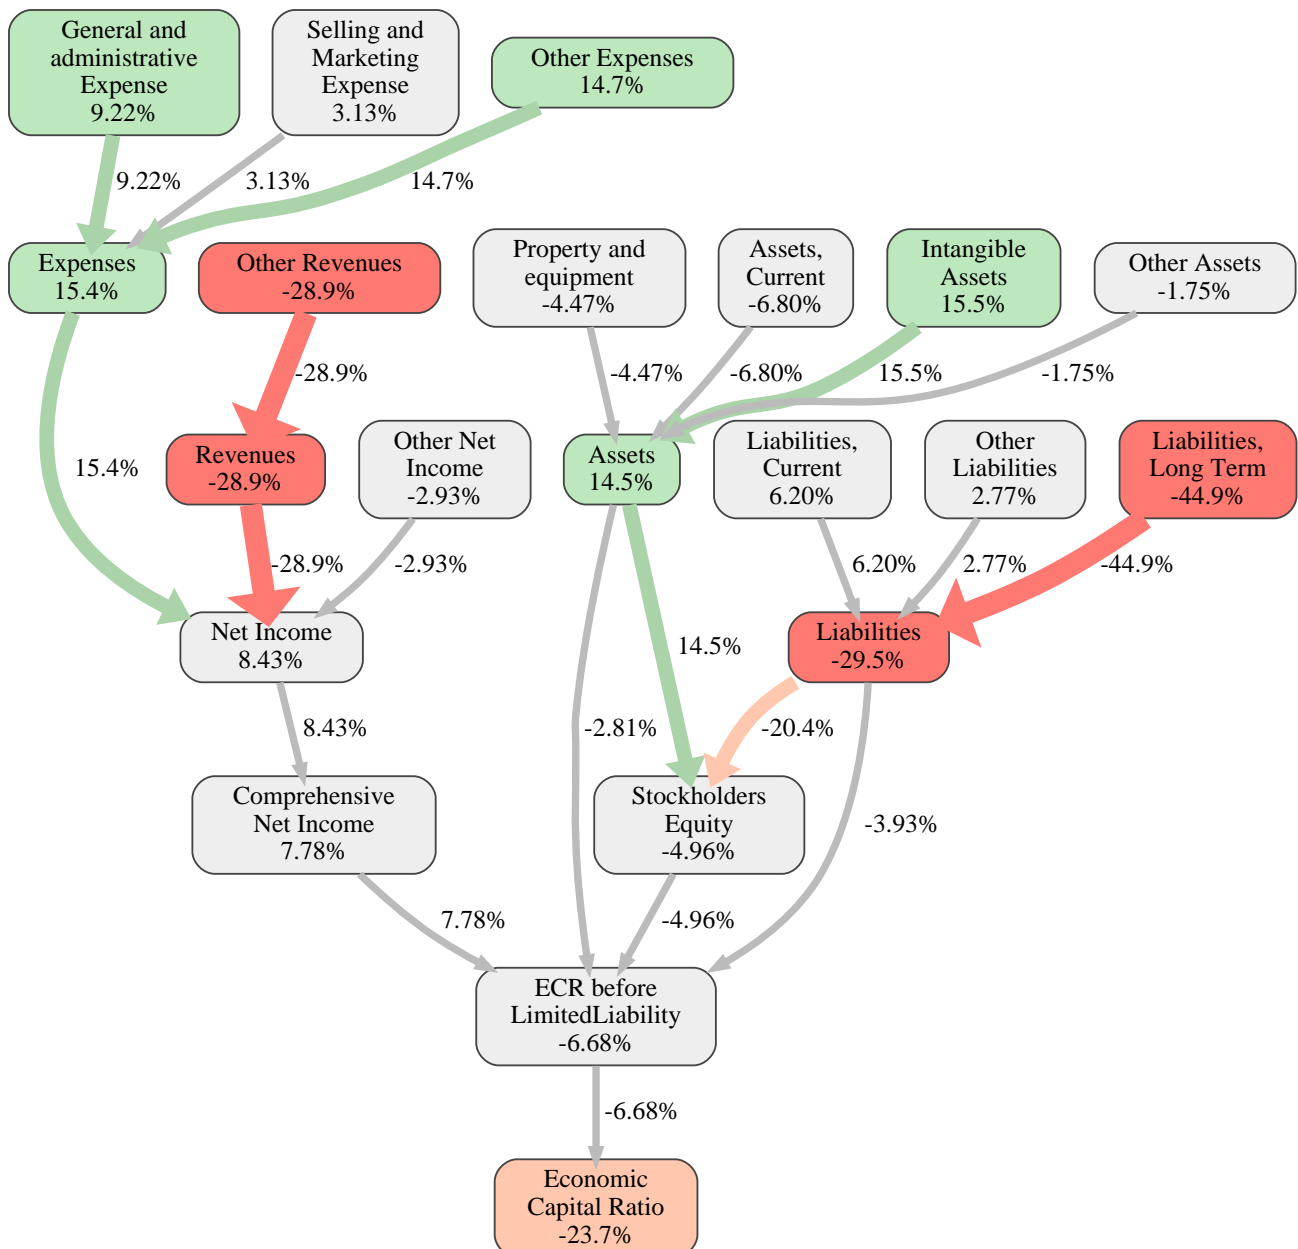 General and
administrative
Expense
9.22%
Selling and
Marketing
Expense
3.13%
Other Expenses
14.7%
9.22%
3.13%
14.7%
Expenses
15.4%
Other Revenues
-28.9%
Property and
equipment
-4.47%
Assets,
Current
-6.80%
Intangible
Assets
15.5%
Other Assets
-1.75%
-28.9%
-4.47%
-6.80%
15.5%
-1.75%
15.4%
Revenues
-28.9%
Other Net
Income
-2.93%
Assets
14.5%
Liabilities,
Current
6.20%
Other
Liabilities
2.77%
Liabilities,
Long Term
-44.9%
-28.9%
-2.93%
6.20%
2.77%
-44.9%
Net Income
8.43%
14.5%
Liabilities
-29.5%
8.43%
-2.81%
-20.4%
Comprehensive
Net Income
7.78%
Stockholders
Equity
-4.96%
-3.93%
7.78%
-4.96%
ECR before
LimitedLiability
-6.68%
-6.68%
Economic
Capital Ratio
-23.7%